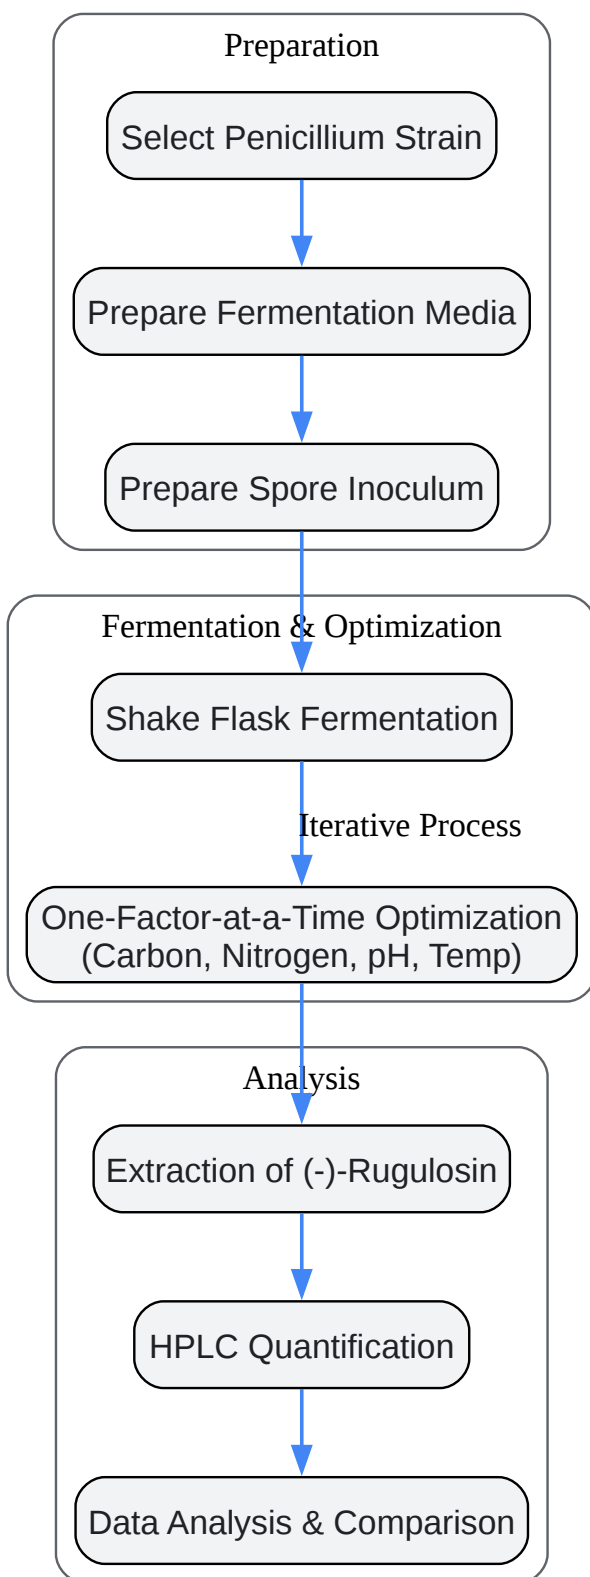 Preparation
Select Penicillium Strain
Prepare Fermentation Media
Prepare Spore Inoculum
Fermentation & Optimization
Shake Flask Fermentation
Iterative Process
One-Factor-at-a-Time Optimization
(Carbon, Nitrogen, pH, Temp)
Analysis
Extraction of (-)-Rugulosin
HPLC Quantification
Data Analysis & Comparison